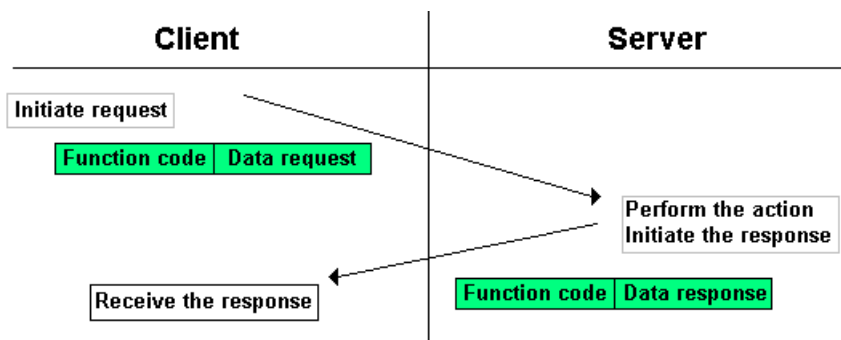 Client
Server
Initiate request
Function code Data request
Perform the action
Initiate the response
Receive the response
Function code Data response